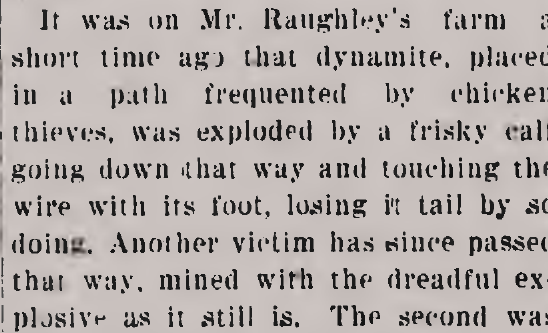 It was on Mr. Raughley's farm a
short time ago that dynamite, placed
in a path frequented by chicken
thieves, was exploded by a frisky calf
going down that way and touching the
wire with its foot, losing it tail by so
doing. Another victim has since passed
that way, mined with the dreadful ex-
plosive as it still is. The second was